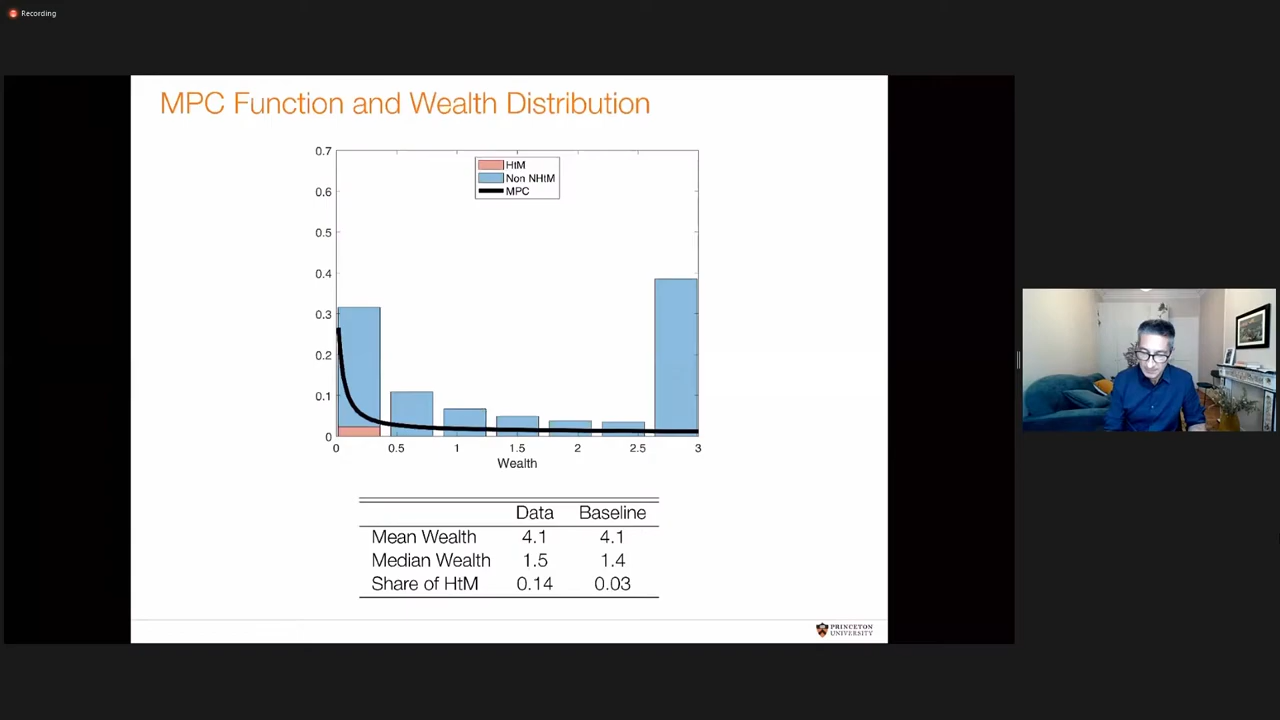 Recording
MPC Function and Wealth Distribution
0.7
0.6
0.5
0.4
0.3
0.2
0.1
0
HtM
Non NHtM
MPC
0 0.5 1 1.5 2 2.5 3
Wealth
Data Baseline
Mean Wealth 4.1 4.1
Median Wealth 1.5 1.4
Share of HtM 0.14 0.03
PRINCETON
UNIVERSITY